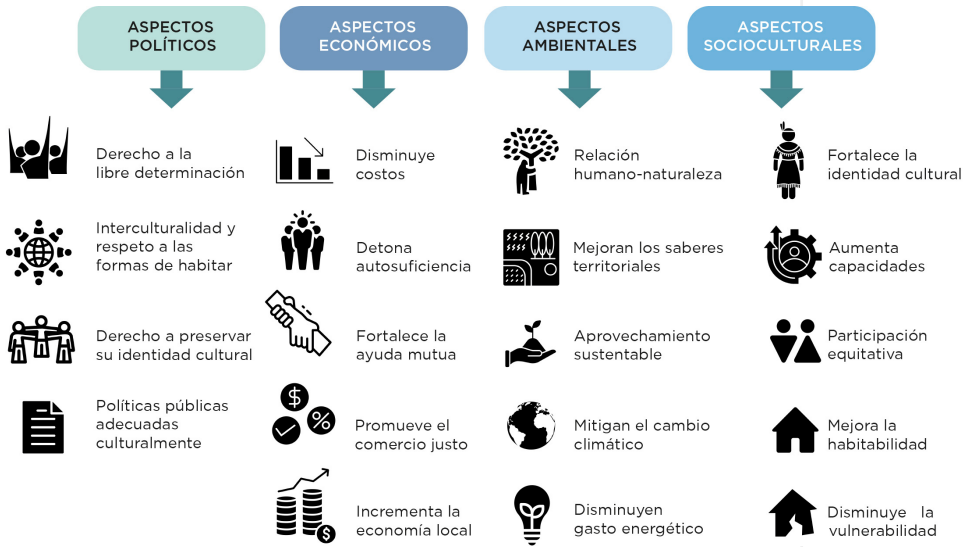 ASPECTOS
POLÍTICOS
Derecho a la
libre determinación
Interculturalidad y
respeto a las
formas de habitar
Derecho a preservar
su identidad cultural
Políticas públicas
adecuadas
culturalmente
ASPECTOS
ECONÓMICOS
Disminuye
costos
Detona
autosuficiencia
Fortalece la
ayuda mutua
$
%
Promueve el
comercio justo
$
Incrementa la
economía local
ASPECTOS
AMBIENTALES
Relación
humano-naturaleza
Mejoran los saberes
territoriales
Aprovechamiento
sustentable
Mitigan el cambio
climático
Disminuyen
gasto energético
ASPECTOS
SOCIOCULTURALES
Fortalece la
identidad cultural
Aumenta
capacidades
Participación
equitativa
Mejora la
habitabilidad
Disminuye la
vulnerabilidad